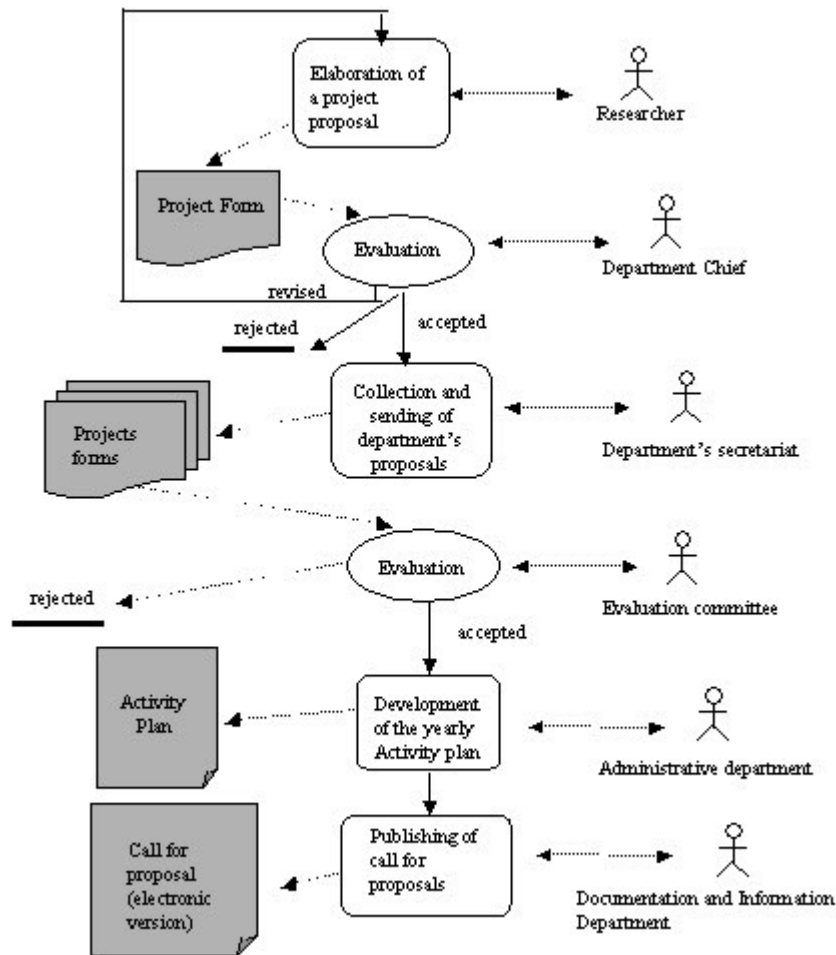 Elaboration of
a project
proposal
Researcher
Project Form
Evaluation
Department Chief
revised
rejected
accepted
Collection and
sending of
department's
proposals
Projects
forms
Department's secretariat
Evaluation
rejected
Evaluation committee
accepted
Activity
Plan
Development
of the yearly
Activity plan
Administrative department
Publishing of
call for
proposals
Call for
proposal
(electronic
version)
Documentation and Information
Department